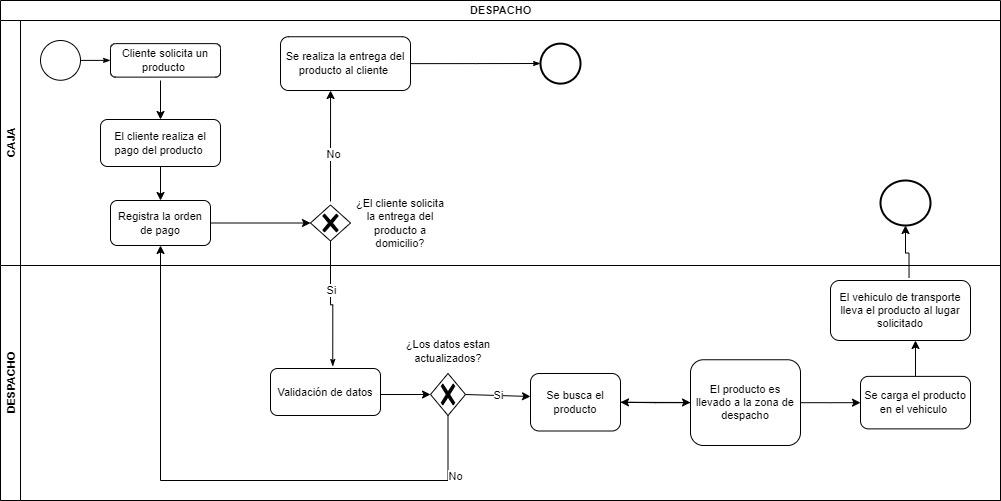 DESPACHO
CAJA
Cliente solicita un
producto
Se realiza la entrega del
producto al cliente
El cliente realiza el
pago del producto
No
Registra la orden
de pago
¿El cliente solicita
la entrega del
producto a
domicilio?
DESPACHO
Si
El vehiculo de transporte
lleva el producto al lugar
solicitado
¿Los datos estan
actualizados?
Validación de datos
Si
Se busca el
producto
El producto es
llevado a la zona de
despacho
Se carga el producto
en el vehiculo
No